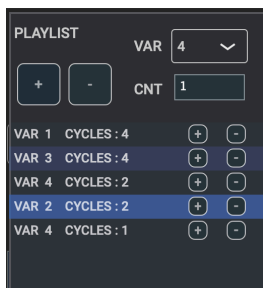 PLAYLIST
VAR 4
+ - CNT 1
VAR 1 CYCLES : 4 + -
VAR 3 CYCLES : 4 + -
VAR 4 CYCLES : 2 + -
VAR 2 CYCLES : 2 + -
VAR 4 CYCLES : 1 + -